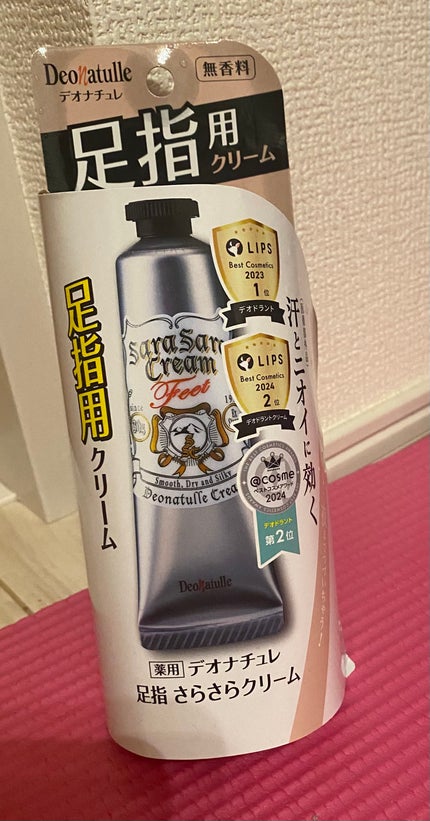 Deonatulle
デオナチュレ
無香料
足指用
クリーム
足指用クリーム
SaraSara
Cream
Feet
Smooth, Dry and Silky
Deonatulle Crea
Deonatulle
LIPS
Best Cosmetics
2023
1位
デオドラント
LIPS
Best Cosmetics
2024
2位
デオドラントクリーム
@cosme
ベストコスメアワード
2024
デオドラント
第2位
汗とニオイに効く
薬用 デオナチュレ
足指 さらさらクリーム